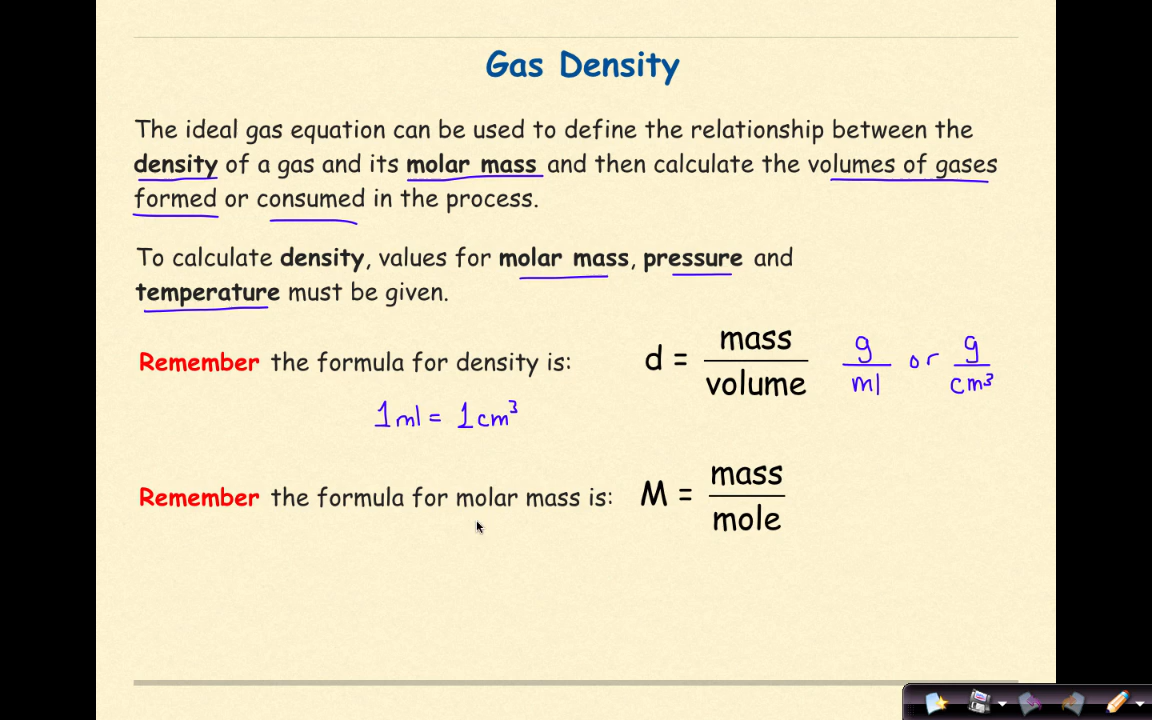 Gas Density
The ideal gas equation can be used to define the relationship between the
density of a gas and its molar mass and then calculate the volumes of gases
formed or consumed in the process.
To calculate density, values for molar mass, pressure and
temperature must be given.
Remember the formula for density is: d = mass / volume g / ml or g / cm³
1 ml = 1 cm³
Remember the formula for molar mass is: M = mass / mole